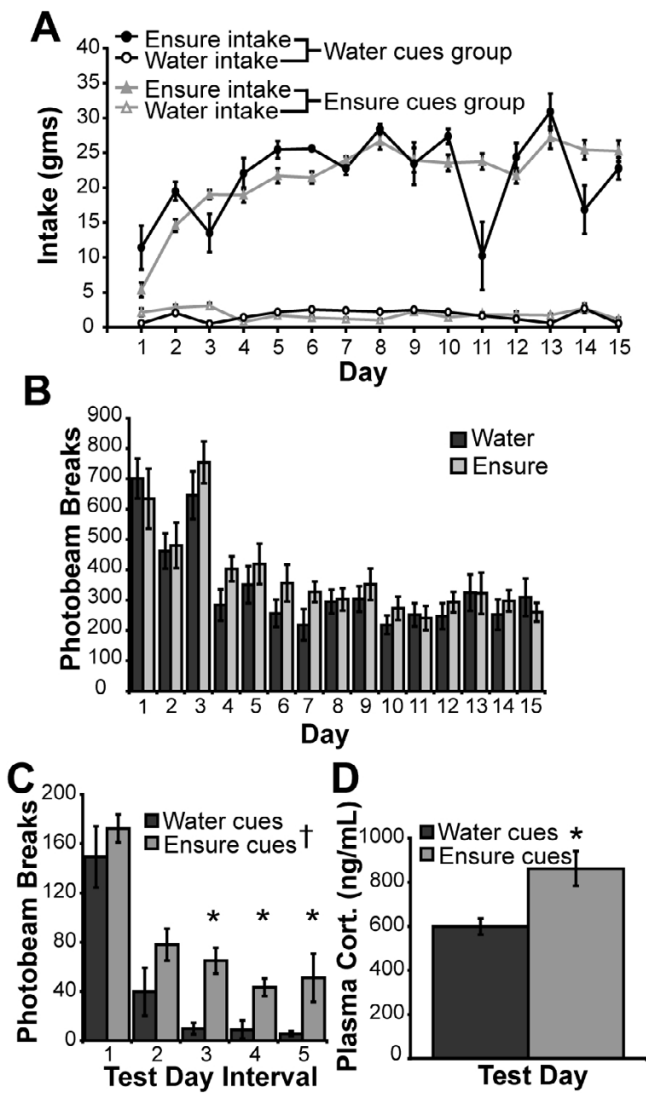 A
Ensure intake
Water intake
Water cues group
Ensure intake
Water intake
Ensure cues group
Intake (gms)
40
35
30
25
20
15
10
5
0
1 2 3 4 5 6 7 8 9 10 11 12 13 14 15
Day
B
Water
Ensure
Photobeam Breaks
900
800
700
600
500
400
300
200
100
0
1 2 3 4 5 6 7 8 9 10 11 12 13 14 15
Day
C
Water cues
Ensure cues †
Photobeam Breaks
200
160
120
80
40
0
* * *
1 2 3 4 5
Test Day Interval
D
Water cues
Ensure cues
*
Plasma Cort. (ng/mL)
1000
800
600
400
200
0
Test Day